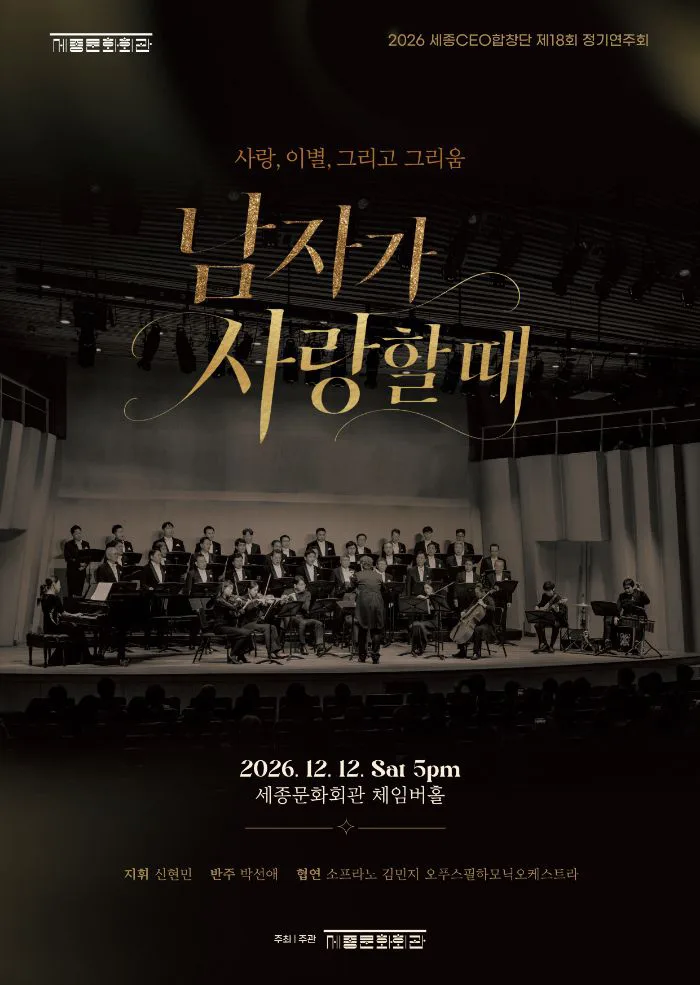 세종문화회관
2026 세종CEO합창단 제18회 정기연주회
사랑, 이별, 그리고 그리움
남자가
사랑할 때
2026. 12. 12. Sat 5pm
세종문화회관 체임버홀
지휘 신현민 반주 박선애 협연 소프라노 김민지 오푸스필하모닉오케스트라
주최 | 주관 세종문화회관